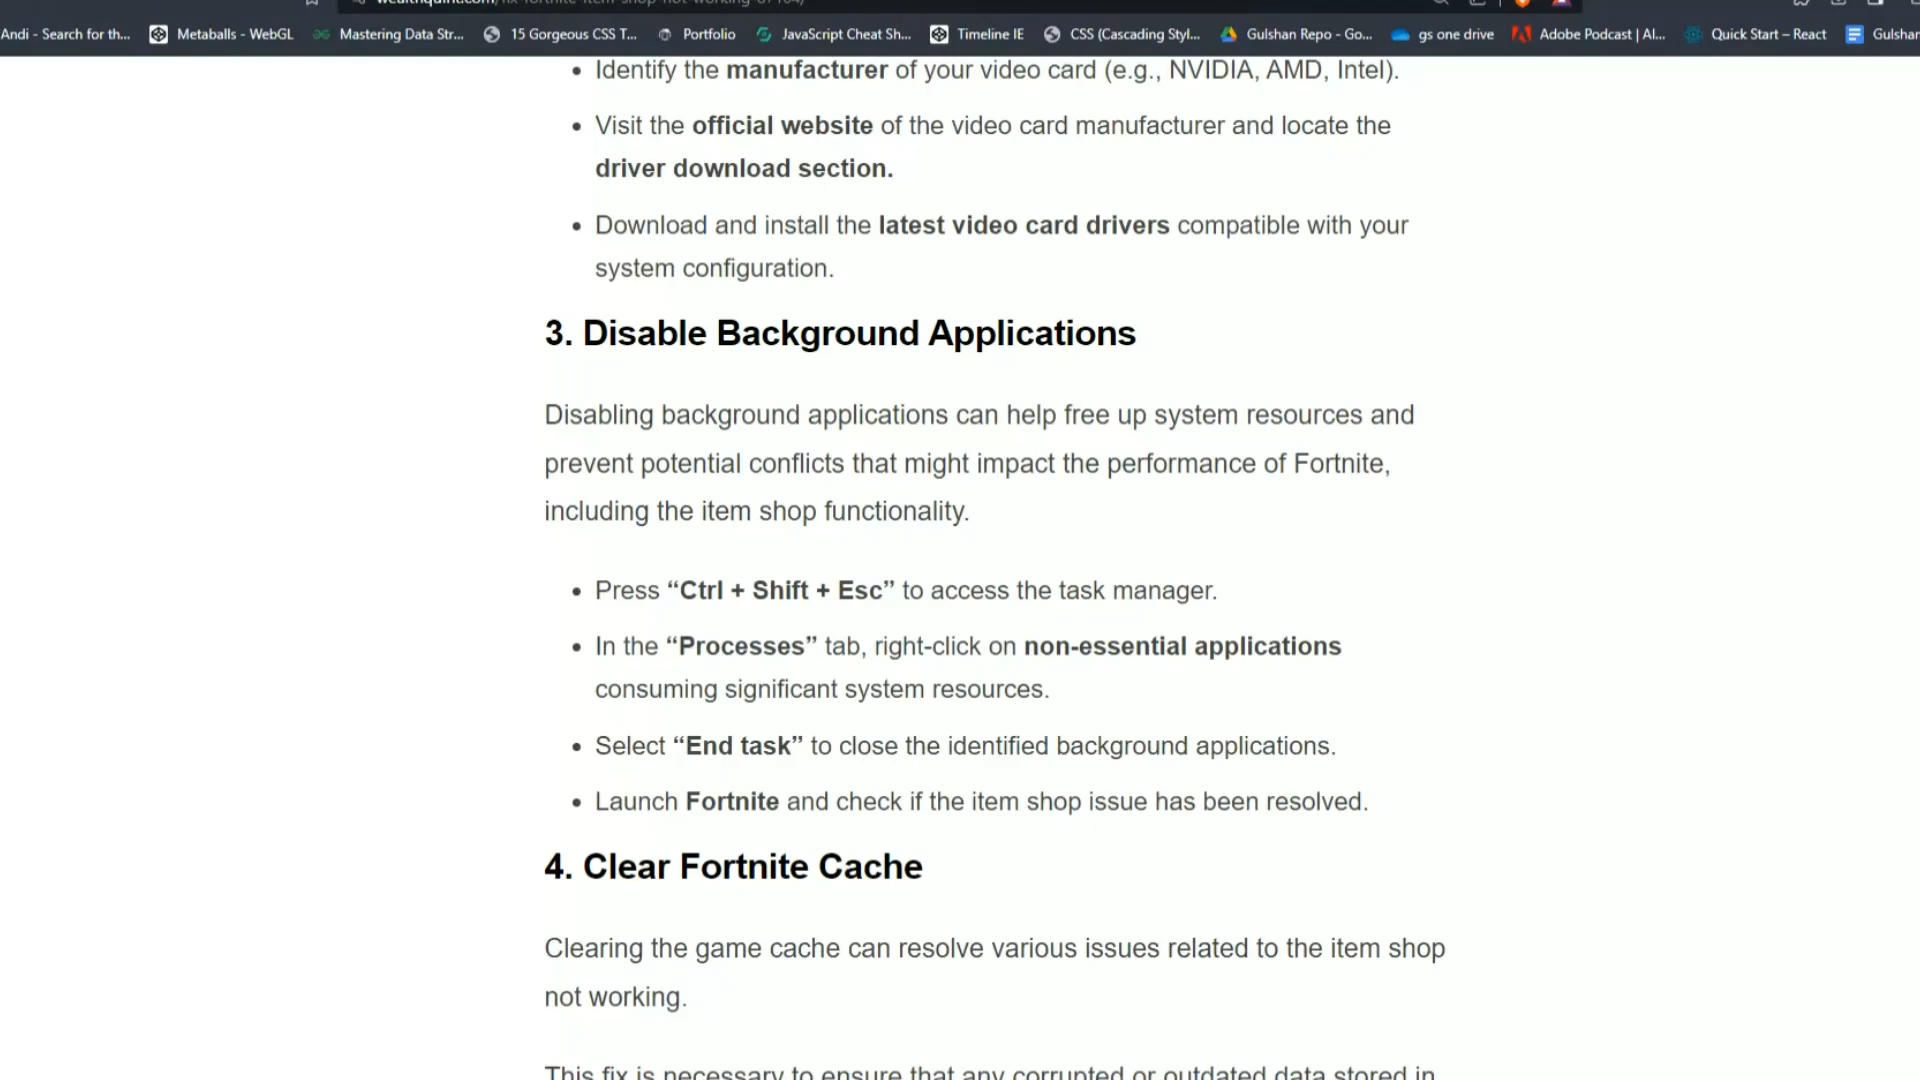 Andi - Search for th... Metaballs - WebGL Mastering Data Str... 15 Gorgeous CSS T... Portfolio JavaScript Cheat Sh... Timeline IE CSS (Cascading Styl... Gulshan Repo - Go... gs one drive Adobe Podcast | AI... Quick Start – React Gulshan
• Identify the manufacturer of your video card (e.g., NVIDIA, AMD, Intel).
• Visit the official website of the video card manufacturer and locate the
driver download section.
• Download and install the latest video card drivers compatible with your
system configuration.
3. Disable Background Applications
Disabling background applications can help free up system resources and
prevent potential conflicts that might impact the performance of Fortnite,
including the item shop functionality.
• Press “Ctrl + Shift + Esc” to access the task manager.
• In the “Processes” tab, right-click on non-essential applications
consuming significant system resources.
• Select “End task” to close the identified background applications.
• Launch Fortnite and check if the item shop issue has been resolved.
4. Clear Fortnite Cache
Clearing the game cache can resolve various issues related to the item shop
not working.
This fix is necessary to ensure that any corrupted or outdated data stored in